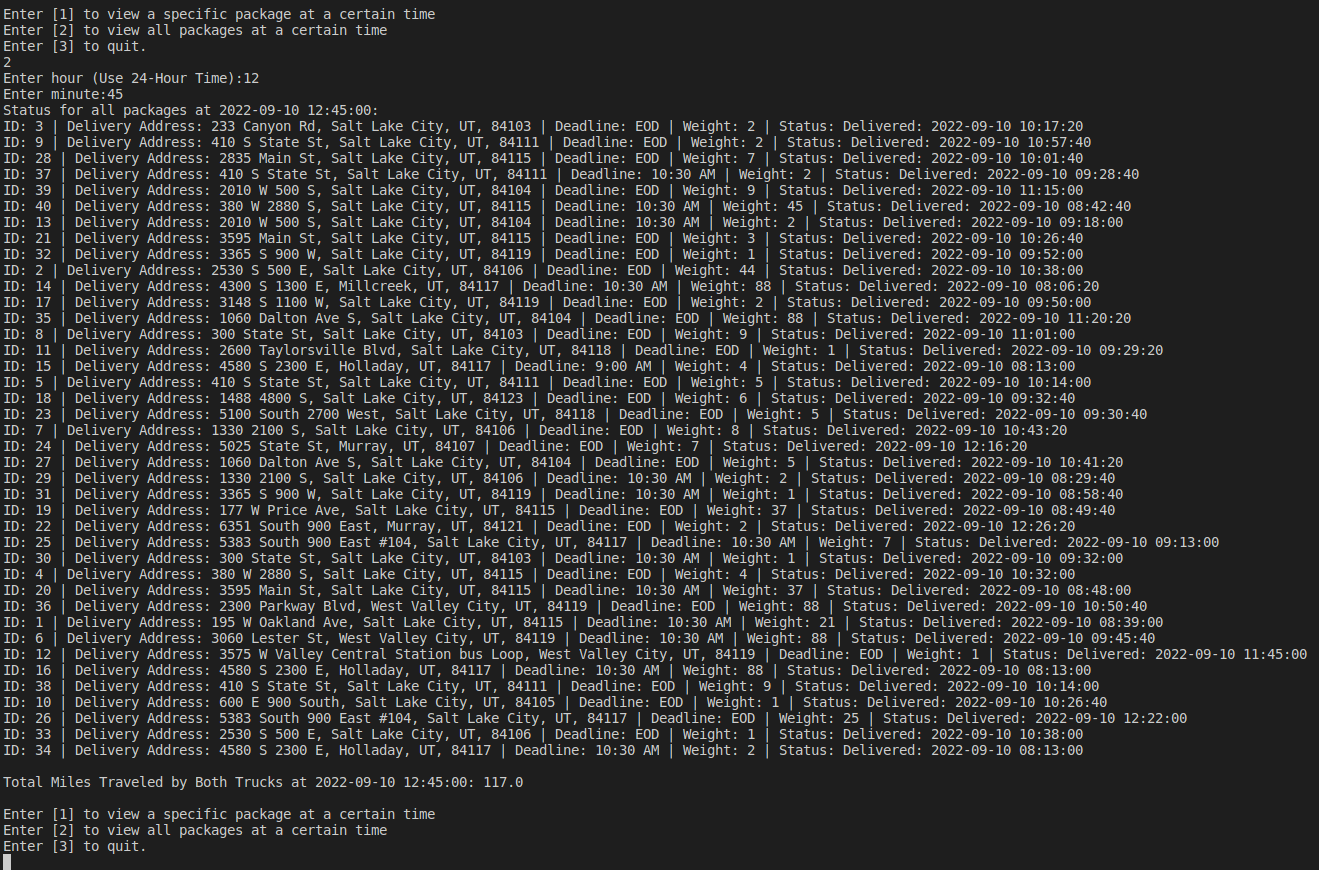 Enter [1] to view a specific package at a certain time
Enter [2] to view all packages at a certain time
Enter [3] to quit.
2
Enter hour (Use 24-Hour Time):12
Enter minute:45
Status for all packages at 2022-09-10 12:45:00:
ID: 3 | Delivery Address: 233 Canyon Rd, Salt Lake City, UT, 84103 | Deadline: EOD | Weight: 2 | Status: Delivered: 2022-09-10 10:17:20
ID: 9 | Delivery Address: 410 S State St, Salt Lake City, UT, 84111 | Deadline: EOD | Weight: 2 | Status: Delivered: 2022-09-10 10:57:40
ID: 28 | Delivery Address: 2835 Main St, Salt Lake City, UT, 84115 | Deadline: EOD | Weight: 7 | Status: Delivered: 2022-09-10 10:01:40
ID: 37 | Delivery Address: 410 S State St, Salt Lake City, UT, 84111 | Deadline: 10:30 AM | Weight: 2 | Status: Delivered: 2022-09-10 09:28:40
ID: 39 | Delivery Address: 2010 W 500 S, Salt Lake City, UT, 84104 | Deadline: EOD | Weight: 9 | Status: Delivered: 2022-09-10 11:15:00
ID: 40 | Delivery Address: 380 W 2880 S, Salt Lake City, UT, 84115 | Deadline: 10:30 AM | Weight: 45 | Status: Delivered: 2022-09-10 08:42:40
ID: 13 | Delivery Address: 2010 W 500 S, Salt Lake City, UT, 84104 | Deadline: 10:30 AM | Weight: 2 | Status: Delivered: 2022-09-10 09:18:00
ID: 21 | Delivery Address: 3595 Main St, Salt Lake City, UT, 84115 | Deadline: EOD | Weight: 3 | Status: Delivered: 2022-09-10 10:26:40
ID: 32 | Delivery Address: 3365 S 900 W, Salt Lake City, UT, 84119 | Deadline: EOD | Weight: 1 | Status: Delivered: 2022-09-10 09:52:00
ID: 2 | Delivery Address: 2530 S 500 E, Salt Lake City, UT, 84106 | Deadline: EOD | Weight: 44 | Status: Delivered: 2022-09-10 10:38:00
ID: 14 | Delivery Address: 4300 S 1300 E, Millcreek, UT, 84117 | Deadline: 10:30 AM | Weight: 88 | Status: Delivered: 2022-09-10 08:06:20
ID: 17 | Delivery Address: 3148 S 1100 W, Salt Lake City, UT, 84119 | Deadline: EOD | Weight: 2 | Status: Delivered: 2022-09-10 09:50:00
ID: 35 | Delivery Address: 1060 Dalton Ave S, Salt Lake City, UT, 84104 | Deadline: EOD | Weight: 88 | Status: Delivered: 2022-09-10 11:20:20
ID: 8 | Delivery Address: 300 State St, Salt Lake City, UT, 84103 | Deadline: EOD | Weight: 9 | Status: Delivered: 2022-09-10 11:01:00
ID: 11 | Delivery Address: 2600 Taylorsville Blvd, Salt Lake City, UT, 84118 | Deadline: EOD | Weight: 1 | Status: Delivered: 2022-09-10 09:29:20
ID: 15 | Delivery Address: 4580 S 2300 E, Holladay, UT, 84117 | Deadline: 9:00 AM | Weight: 4 | Status: Delivered: 2022-09-10 08:13:00
ID: 5 | Delivery Address: 410 S State St, Salt Lake City, UT, 84111 | Deadline: EOD | Weight: 5 | Status: Delivered: 2022-09-10 10:14:00
ID: 18 | Delivery Address: 1488 4800 S, Salt Lake City, UT, 84123 | Deadline: EOD | Weight: 6 | Status: Delivered: 2022-09-10 09:32:40
ID: 23 | Delivery Address: 5100 South 2700 West, Salt Lake City, UT, 84118 | Deadline: EOD | Weight: 5 | Status: Delivered: 2022-09-10 09:30:40
ID: 7 | Delivery Address: 1330 2100 S, Salt Lake City, UT, 84106 | Deadline: EOD | Weight: 8 | Status: Delivered: 2022-09-10 10:43:20
ID: 24 | Delivery Address: 5025 State St, Murray, UT, 84107 | Deadline: EOD | Weight: 7 | Status: Delivered: 2022-09-10 12:16:20
ID: 27 | Delivery Address: 1060 Dalton Ave S, Salt Lake City, UT, 84104 | Deadline: EOD | Weight: 5 | Status: Delivered: 2022-09-10 10:41:20
ID: 29 | Delivery Address: 1330 2100 S, Salt Lake City, UT, 84106 | Deadline: 10:30 AM | Weight: 2 | Status: Delivered: 2022-09-10 08:29:40
ID: 31 | Delivery Address: 3365 S 900 W, Salt Lake City, UT, 84119 | Deadline: 10:30 AM | Weight: 1 | Status: Delivered: 2022-09-10 08:58:40
ID: 19 | Delivery Address: 177 W Price Ave, Salt Lake City, UT, 84115 | Deadline: EOD | Weight: 37 | Status: Delivered: 2022-09-10 08:49:40
ID: 22 | Delivery Address: 6351 South 900 East, Murray, UT, 84121 | Deadline: EOD | Weight: 2 | Status: Delivered: 2022-09-10 12:26:20
ID: 25 | Delivery Address: 5383 South 900 East #104, Salt Lake City, UT, 84117 | Deadline: 10:30 AM | Weight: 7 | Status: Delivered: 2022-09-10 09:13:00
ID: 30 | Delivery Address: 300 State St, Salt Lake City, UT, 84103 | Deadline: 10:30 AM | Weight: 1 | Status: Delivered: 2022-09-10 09:32:00
ID: 4 | Delivery Address: 380 W 2880 S, Salt Lake City, UT, 84115 | Deadline: EOD | Weight: 4 | Status: Delivered: 2022-09-10 10:32:00
ID: 20 | Delivery Address: 3595 Main St, Salt Lake City, UT, 84115 | Deadline: 10:30 AM | Weight: 37 | Status: Delivered: 2022-09-10 08:48:00
ID: 36 | Delivery Address: 2300 Parkway Blvd, West Valley City, UT, 84119 | Deadline: EOD | Weight: 88 | Status: Delivered: 2022-09-10 10:50:40
ID: 1 | Delivery Address: 195 W Oakland Ave, Salt Lake City, UT, 84115 | Deadline: 10:30 AM | Weight: 21 | Status: Delivered: 2022-09-10 08:39:00
ID: 6 | Delivery Address: 3060 Lester St, West Valley City, UT, 84119 | Deadline: 10:30 AM | Weight: 88 | Status: Delivered: 2022-09-10 09:45:40
ID: 12 | Delivery Address: 3575 W Valley Central Station bus Loop, West Valley City, UT, 84119 | Deadline: EOD | Weight: 1 | Status: Delivered: 2022-09-10 11:45:00
ID: 16 | Delivery Address: 4580 S 2300 E, Holladay, UT, 84117 | Deadline: 10:30 AM | Weight: 88 | Status: Delivered: 2022-09-10 08:13:00
ID: 38 | Delivery Address: 410 S State St, Salt Lake City, UT, 84111 | Deadline: EOD | Weight: 9 | Status: Delivered: 2022-09-10 10:14:00
ID: 10 | Delivery Address: 600 E 900 South, Salt Lake City, UT, 84105 | Deadline: EOD | Weight: 1 | Status: Delivered: 2022-09-10 10:26:40
ID: 26 | Delivery Address: 5383 South 900 East #104, Salt Lake City, UT, 84117 | Deadline: EOD | Weight: 25 | Status: Delivered: 2022-09-10 12:22:00
ID: 33 | Delivery Address: 2530 S 500 E, Salt Lake City, UT, 84106 | Deadline: EOD | Weight: 1 | Status: Delivered: 2022-09-10 10:38:00
ID: 34 | Delivery Address: 4580 S 2300 E, Holladay, UT, 84117 | Deadline: 10:30 AM | Weight: 2 | Status: Delivered: 2022-09-10 08:13:00
Total Miles Traveled by Both Trucks at 2022-09-10 12:45:00: 117.0
Enter [1] to view a specific package at a certain time
Enter [2] to view all packages at a certain time
Enter [3] to quit.